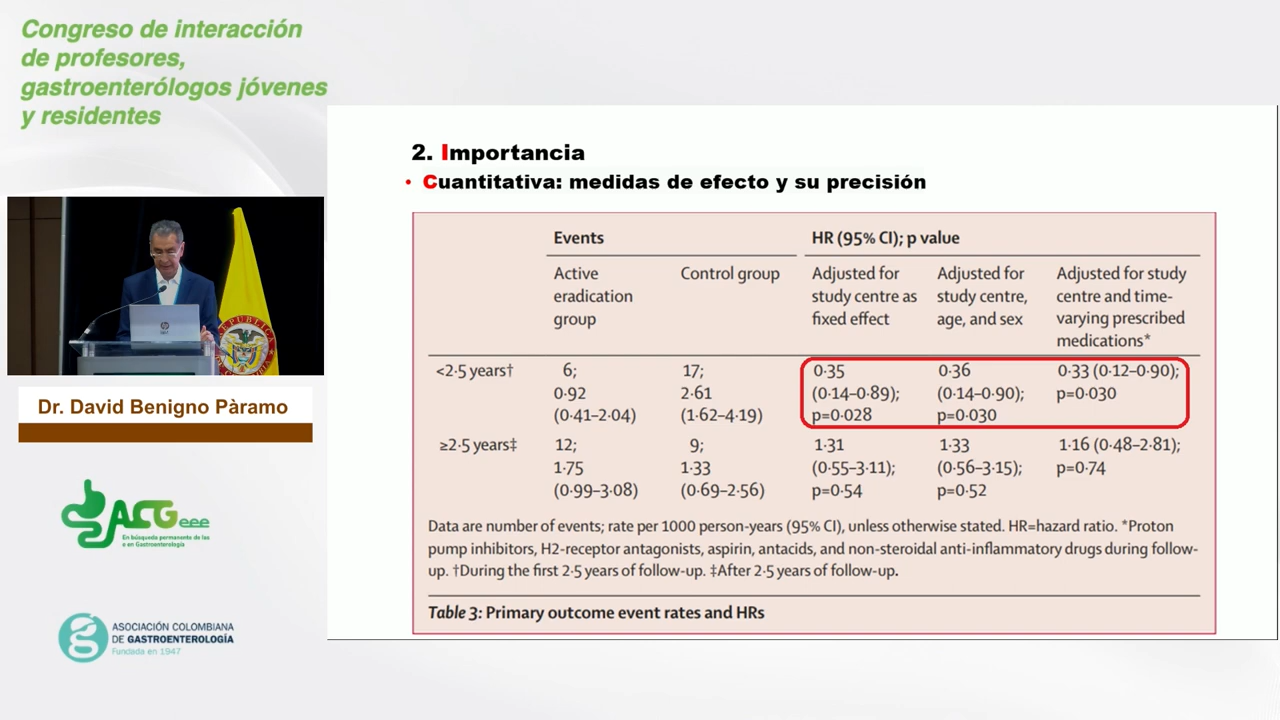 Congreso de interacción
de profesores,
gastroenterólogos jóvenes
y residentes
2. Importancia
• Cuantitativa: medidas de efecto y su precisión
Events
HR (95% CI); p value
Active
eradication
group
Control group
Adjusted for
study centre as
fixed effect
Adjusted for
study centre,
age, and sex
Adjusted for study
centre and time-
varying prescribed
medications*
<2·5 years†
6;
0·92
(0·41–2·04)
17;
2·61
(1·62–4·19)
0·35
(0·14–0·89);
p=0·028
0·36
(0·14–0·90);
p=0·030
0·33 (0·12–0·90);
p=0·030
≥2·5 years‡
12;
1·75
(0·99–3·08)
9;
1·33
(0·69–2·56)
1·31
(0·55–3·11);
p=0·54
1·33
(0·56–3·15);
p=0·52
1·16 (0·48–2·81);
p=0·74
Data are number of events; rate per 1000 person-years (95% CI), unless otherwise stated. HR=hazard ratio. *Proton
pump inhibitors, H2-receptor antagonists, aspirin, antacids, and non-steroidal anti-inflammatory drugs during follow-
up. †During the first 2·5 years of follow-up. ‡After 2·5 years of follow-up.
Table 3: Primary outcome event rates and HRs
hp
Dr. David Benigno Pàramo
ACGeee
En búsqueda permanente de las
e en Gastroenterología
ASOCIACIÓN COLOMBIANA
DE GASTROENTEROLOGÍA
Fundada en 1947